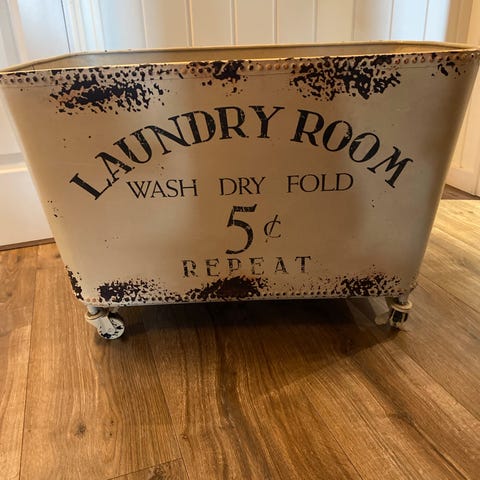 LAUNDRY ROOM
WASH DRY FOLD
5¢
REPEAT